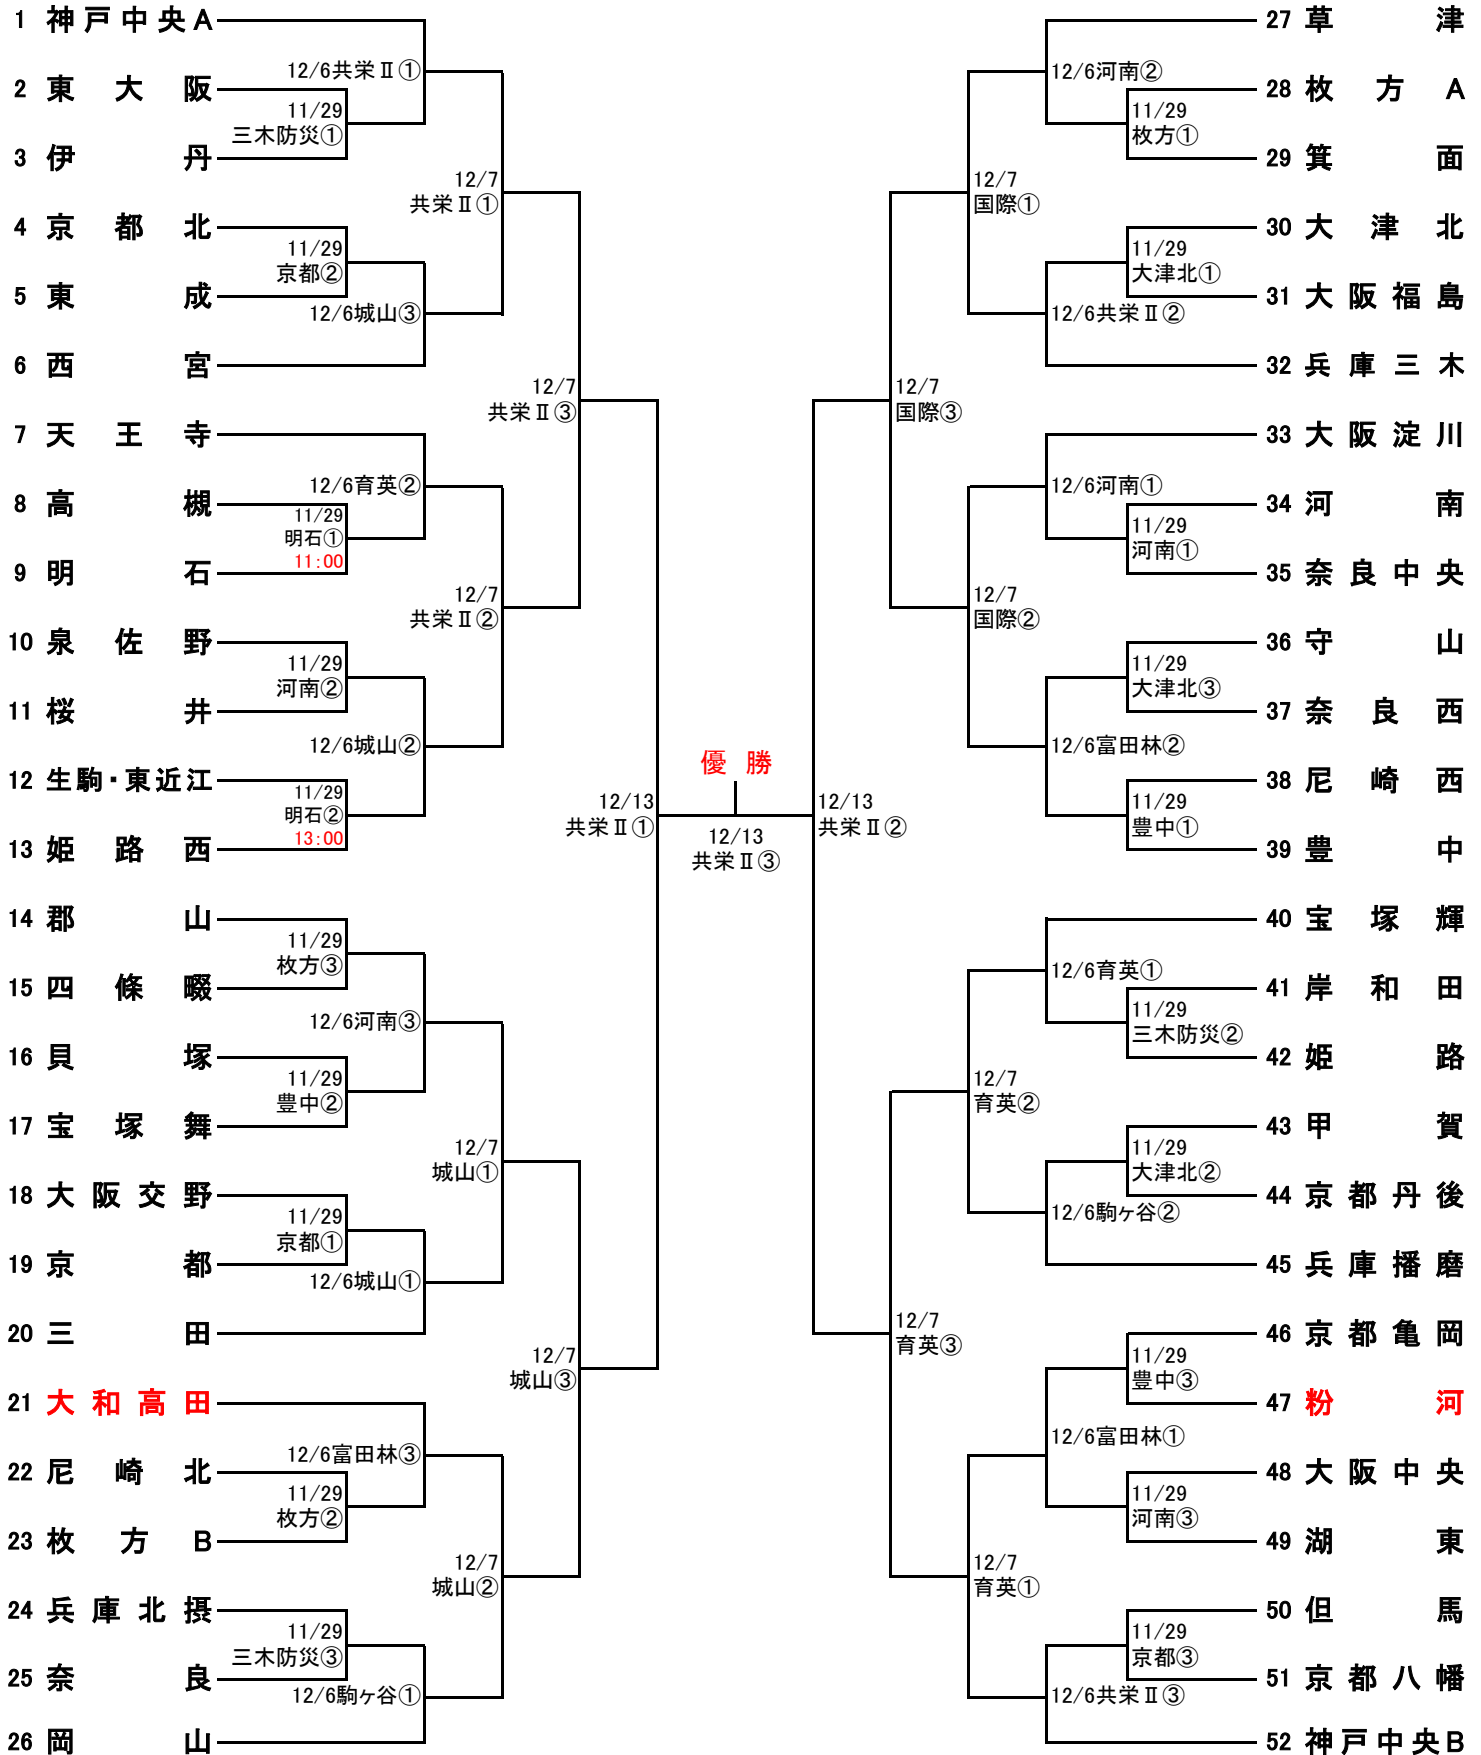 1 神戸中央A
12/6共栄Ⅱ①
2 東大阪
11/29
三木防災①
3 伊丹
12/7
共栄Ⅱ①
4 京都北
11/29
京都②
5 東成
12/6城山③
6 西宮
12/7
共栄Ⅱ③
7 天王寺
12/6育英②
8 高槻
11/29
明石①
11:00
9 明石
12/7
共栄Ⅱ②
10 泉佐野
11/29
河南②
11 桜井
12/6城山②
12 生駒・東近江
11/29
明石②
13:00
13 姫路西
12/13
共栄Ⅱ①
14 郡山
11/29
枚方③
15 四條畷
12/6河南③
16 貝塚
11/29
豊中②
17 宝塚舞
12/7
城山①
18 大阪交野
11/29
京都①
19 京都
12/6城山①
20 三田
12/7
城山③
21 大和高田
12/6富田林③
22 尼崎北
11/29
枚方②
23 枚方B
12/7
城山②
24 兵庫北摂
11/29
三木防災③
25 奈良
12/6駒ヶ谷①
26 岡山
優勝
12/13
共栄Ⅱ③
27 草津
12/6河南②
28 枚方A
11/29
枚方①
29 箕面
12/7
国際①
30 大津北
11/29
大津北①
31 大阪福島
12/6共栄Ⅱ②
32 兵庫三木
12/7
国際③
33 大阪淀川
12/6河南①
34 河南
11/29
河南①
35 奈良中央
12/7
国際②
36 守山
11/29
大津北③
37 奈良西
12/6富田林②
38 尼崎西
11/29
豊中①
39 豊中
12/13
共栄Ⅱ②
40 宝塚輝
12/6育英①
41 岸和田
11/29
三木防災②
42 姫路
12/7
育英②
43 甲賀
11/29
大津北②
44 京都丹後
12/6駒ヶ谷②
45 兵庫播磨
12/7
育英③
46 京都亀岡
11/29
豊中③
47 粉河
12/6富田林①
48 大阪中央
11/29
河南③
49 湖東
12/7
育英①
50 但馬
11/29
京都③
51 京都八幡
12/6共栄Ⅱ③
52 神戸中央B